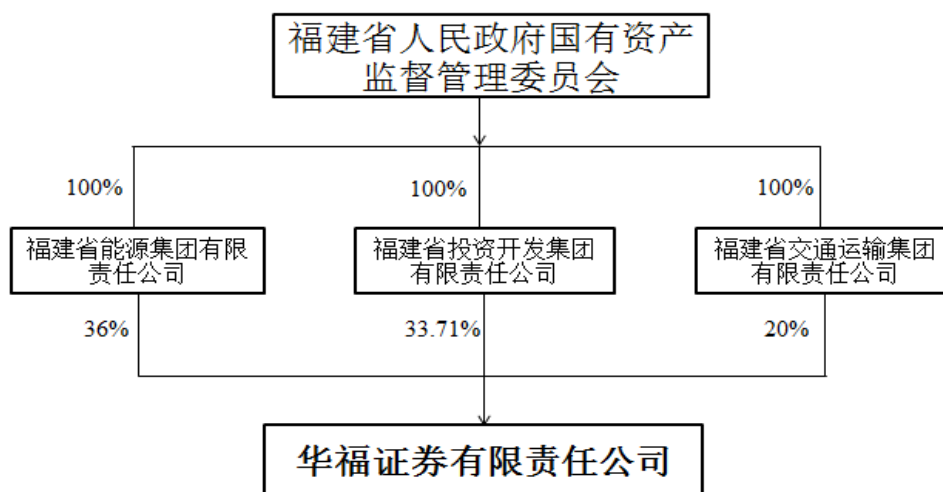 福建省人民政府国有资产
监督管理委员会
100%
100%
100%
福建省能源集团有限
责任公司
福建省投资开发集团
有限责任公司
福建省交通运输集团
有限责任公司
36%
33.71%
20%
华福证券有限责任公司